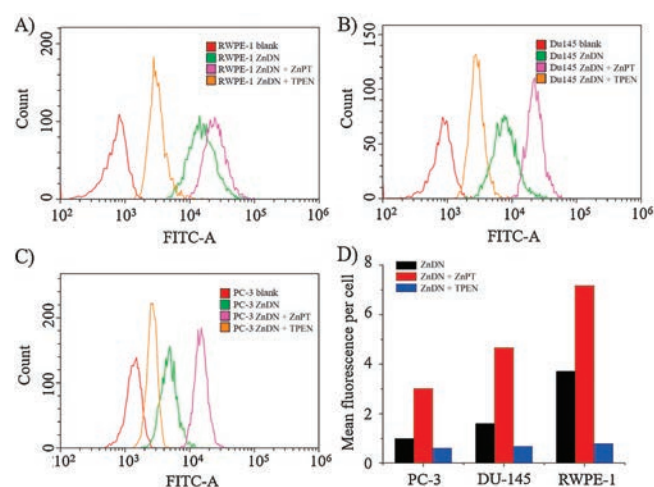 A)
RWPE-1 blank
RWPE-1 ZnDN
RWPE-1 ZnDN + ZnPT
RWPE-1 ZnDN + TPEN
Count
200
100
0
10² 10³ 10⁴ 10⁵ 10⁶
FITC-A
B)
Du145 blank
Du145 ZnDN
Du145 ZnDN + ZnPT
Du145 ZnDN + TPEN
Count
150
100
50
0
10² 10³ 10⁴ 10⁵ 10⁶
FITC-A
C)
PC-3 blank
PC-3 ZnDN
PC-3 ZnDN + ZnPT
PC-3 ZnDN + TPEN
Count
200
100
0
10² 10³ 10⁴ 10⁵ 10⁶
FITC-A
D)
ZnDN
ZnDN + ZnPT
ZnDN + TPEN
Mean fluorescence per cell
8
6
4
2
0
PC-3 DU-145 RWPE-1